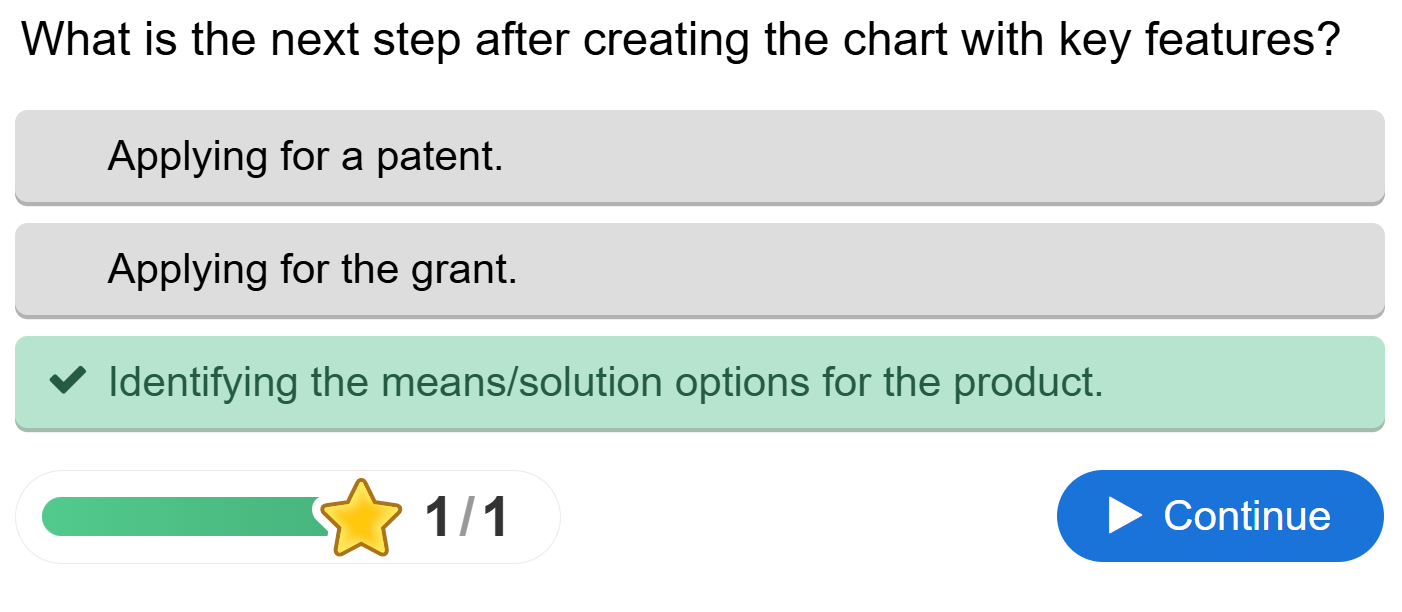 What is the next step after creating the chart with key features?
Applying for a patent.
Applying for the grant.
Identifying the means/solution options for the product.
1/1
Continue